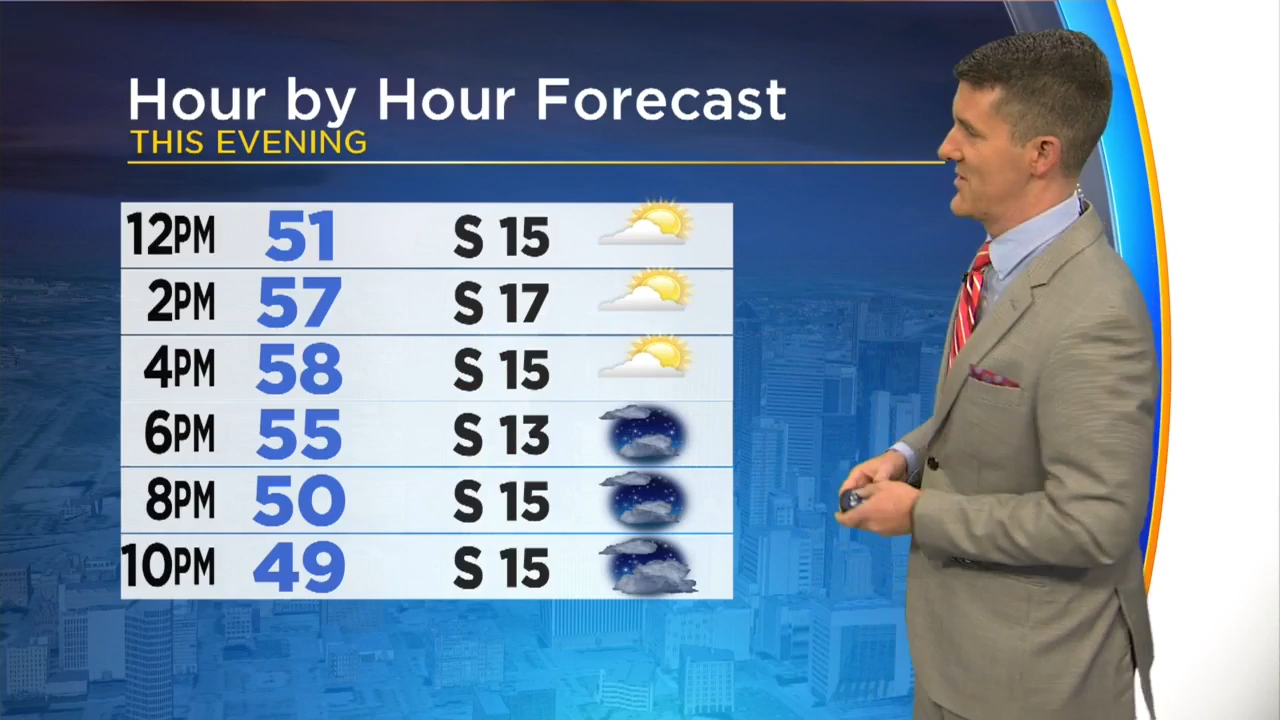 Hour by Hour Forecast
THIS EVENING
12PM 51 S 15
2PM 57 S 17
4PM 58 S 15
6PM 55 S 13
8PM 50 S 15
10PM 49 S 15